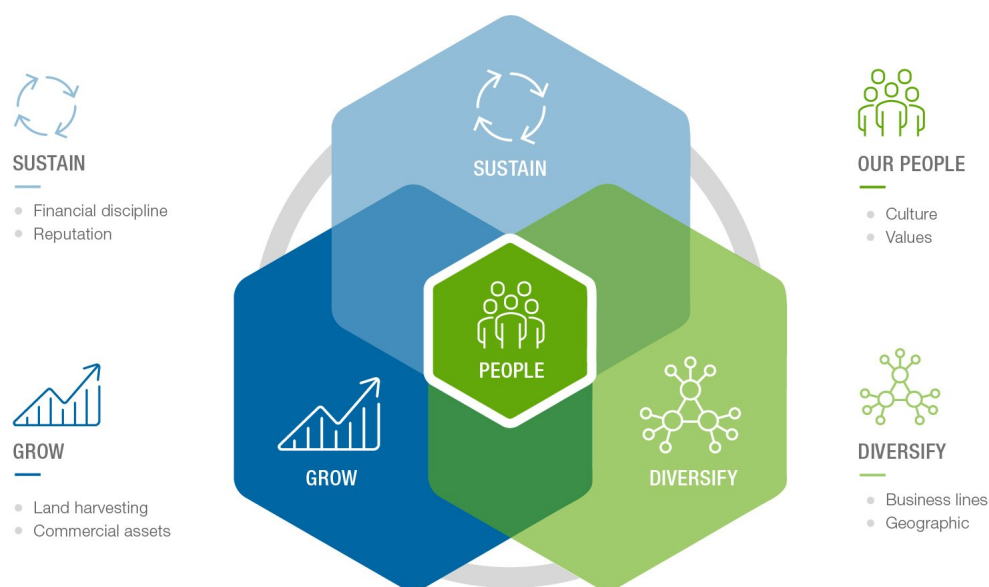 SUSTAIN
Financial discipline
Reputation
GROW
Land harvesting
Commercial assets
SUSTAIN
PEOPLE
GROW
DIVERSIFY
OUR PEOPLE
Culture
Values
DIVERSIFY
Business lines
Geographic